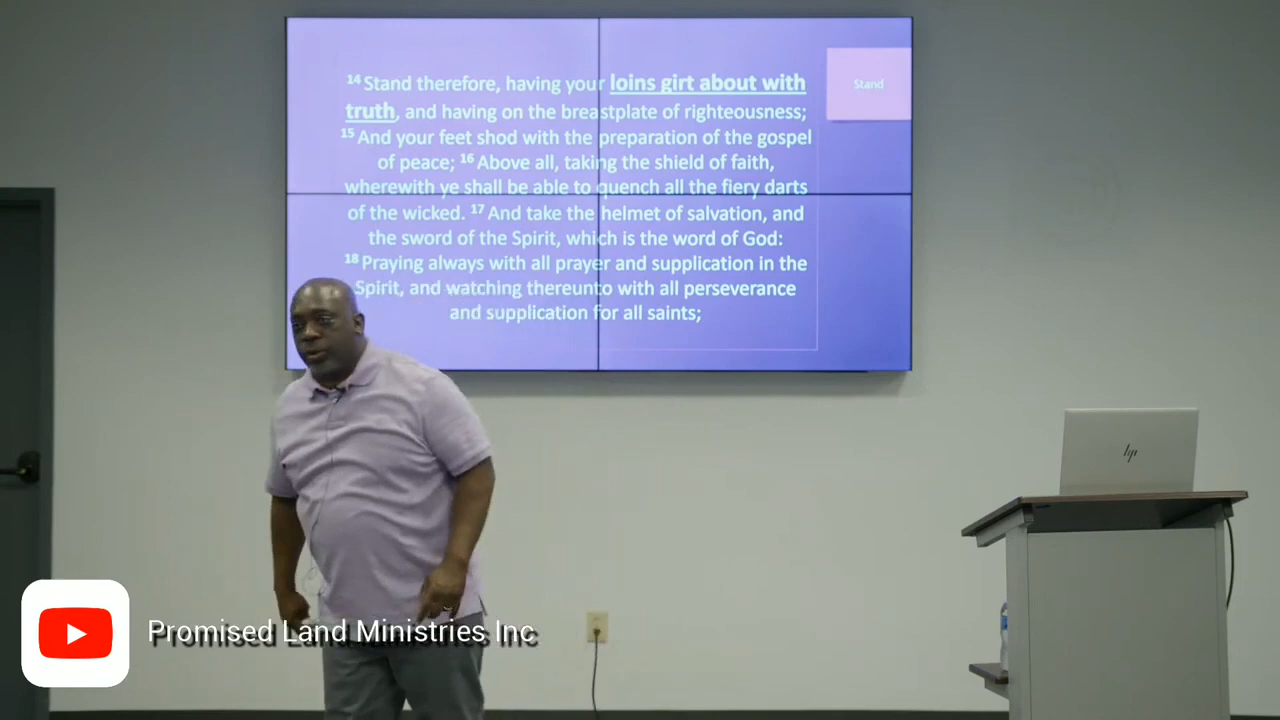 14 Stand therefore, having your loins girt about with
truth, and having on the breastplate of righteousness;
15 And your feet shod with the preparation of the gospel
of peace; 16 Above all, taking the shield of faith,
wherewith ye shall be able to quench all the fiery darts
of the wicked. 17 And take the helmet of salvation, and
the sword of the Spirit, which is the word of God:
18 Praying always with all prayer and supplication in the
Spirit, and watching thereunto with all perseverance
and supplication for all saints;
Stand
hp
Promised Land Ministries Inc